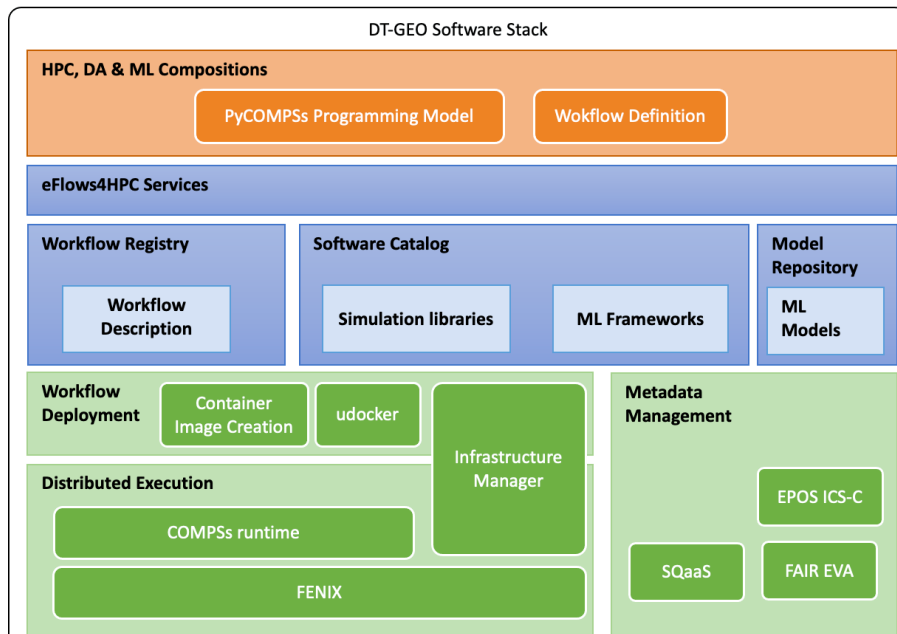 DT-GEO Software Stack
HPC, DA & ML Compositions
PyCOMPSs Programming Model
Wokflow Definition
eFlows4HPC Services
Workflow Registry
Workflow
Description
Software Catalog
Simulation libraries
ML Frameworks
Model
Repository
ML
Models
Workflow
Deployment
Container
Image Creation
udocker
Infrastructure
Manager
Distributed Execution
COMPSs runtime
FENIX
Metadata
Management
EPOS ICS-C
SQaaS
FAIR EVA